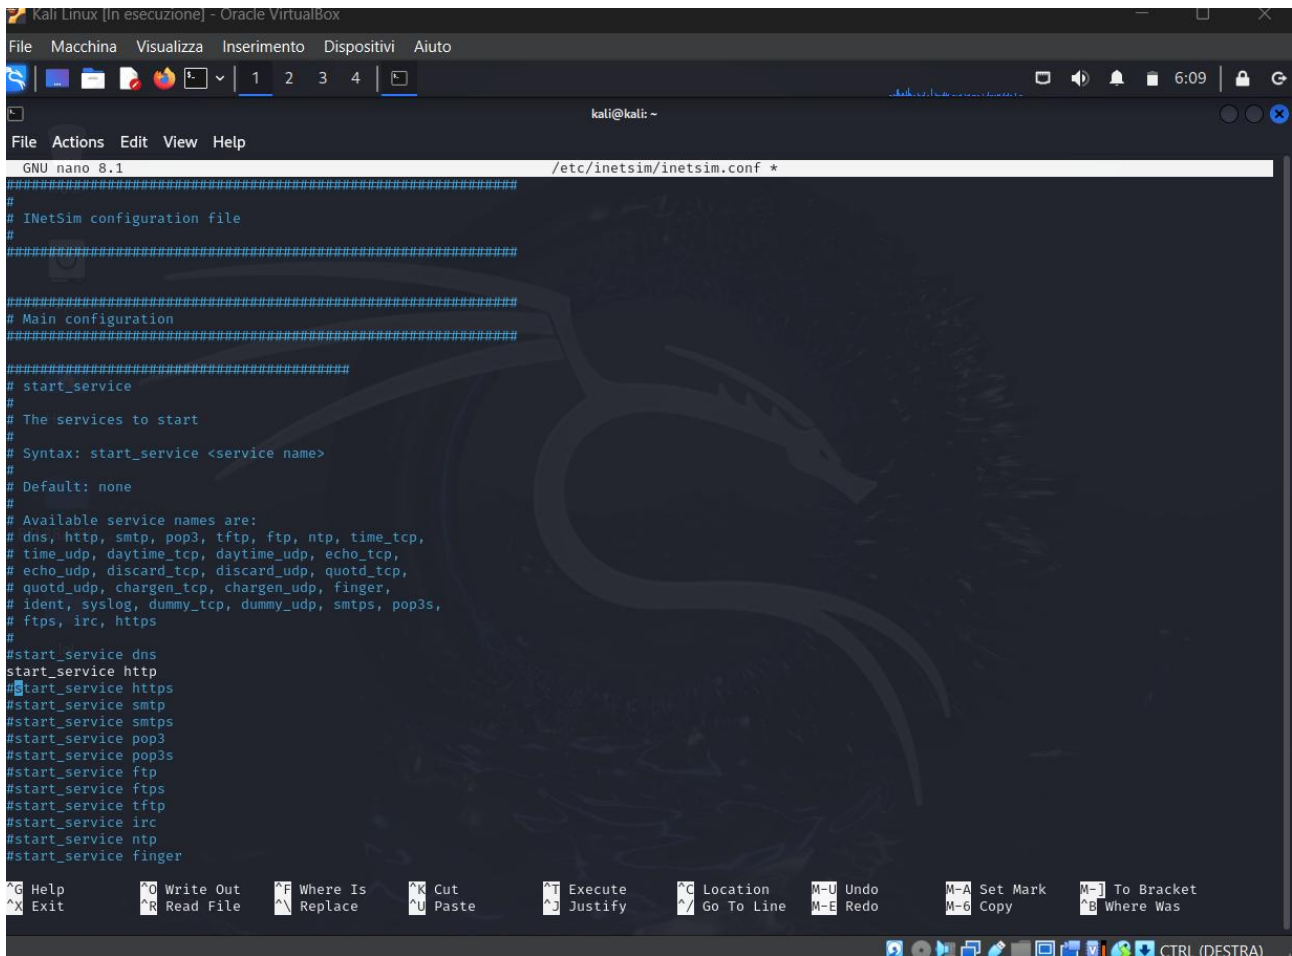 Kali Linux [In esecuzione] - Oracle VirtualBox
File Macchina Visualizza Inserimento Dispositivi Aiuto
1 2 3 4 6:09
kali@kali: ~
File Actions Edit View Help
GNU nano 8.1 /etc/inetsim/inetsim.conf *
#############################################################
#
# INetSim configuration file
#
#############################################################
#############################################################
# Main configuration
#############################################################
#########################################
# start_service
#
# The services to start
#
# Syntax: start_service <service name>
#
# Default: none
#
# Available service names are:
# dns, http, smtp, pop3, tftp, ftp, ntp, time_tcp,
# time_udp, daytime_tcp, daytime_udp, echo_tcp,
# echo_udp, discard_tcp, discard_udp, quotd_tcp,
# quotd_udp, chargen_tcp, chargen_udp, finger,
# ident, syslog, dummy_tcp, dummy_udp, smtps, pop3s,
# ftps, irc, https
#
#start_service dns
start_service http
#start_service https
#start_service smtp
#start_service smtps
#start_service pop3
#start_service pop3s
#start_service ftp
#start_service ftps
#start_service tftp
#start_service irc
#start_service ntp
#start_service finger
^G Help ^O Write Out ^F Where Is ^K Cut ^T Execute ^C Location M-U Undo M-A Set Mark M-] To Bracket
^X Exit ^R Read File ^\ Replace ^U Paste ^J Justify ^/ Go To Line M-E Redo M-6 Copy ^B Where Was
CTRL (DESTRA)